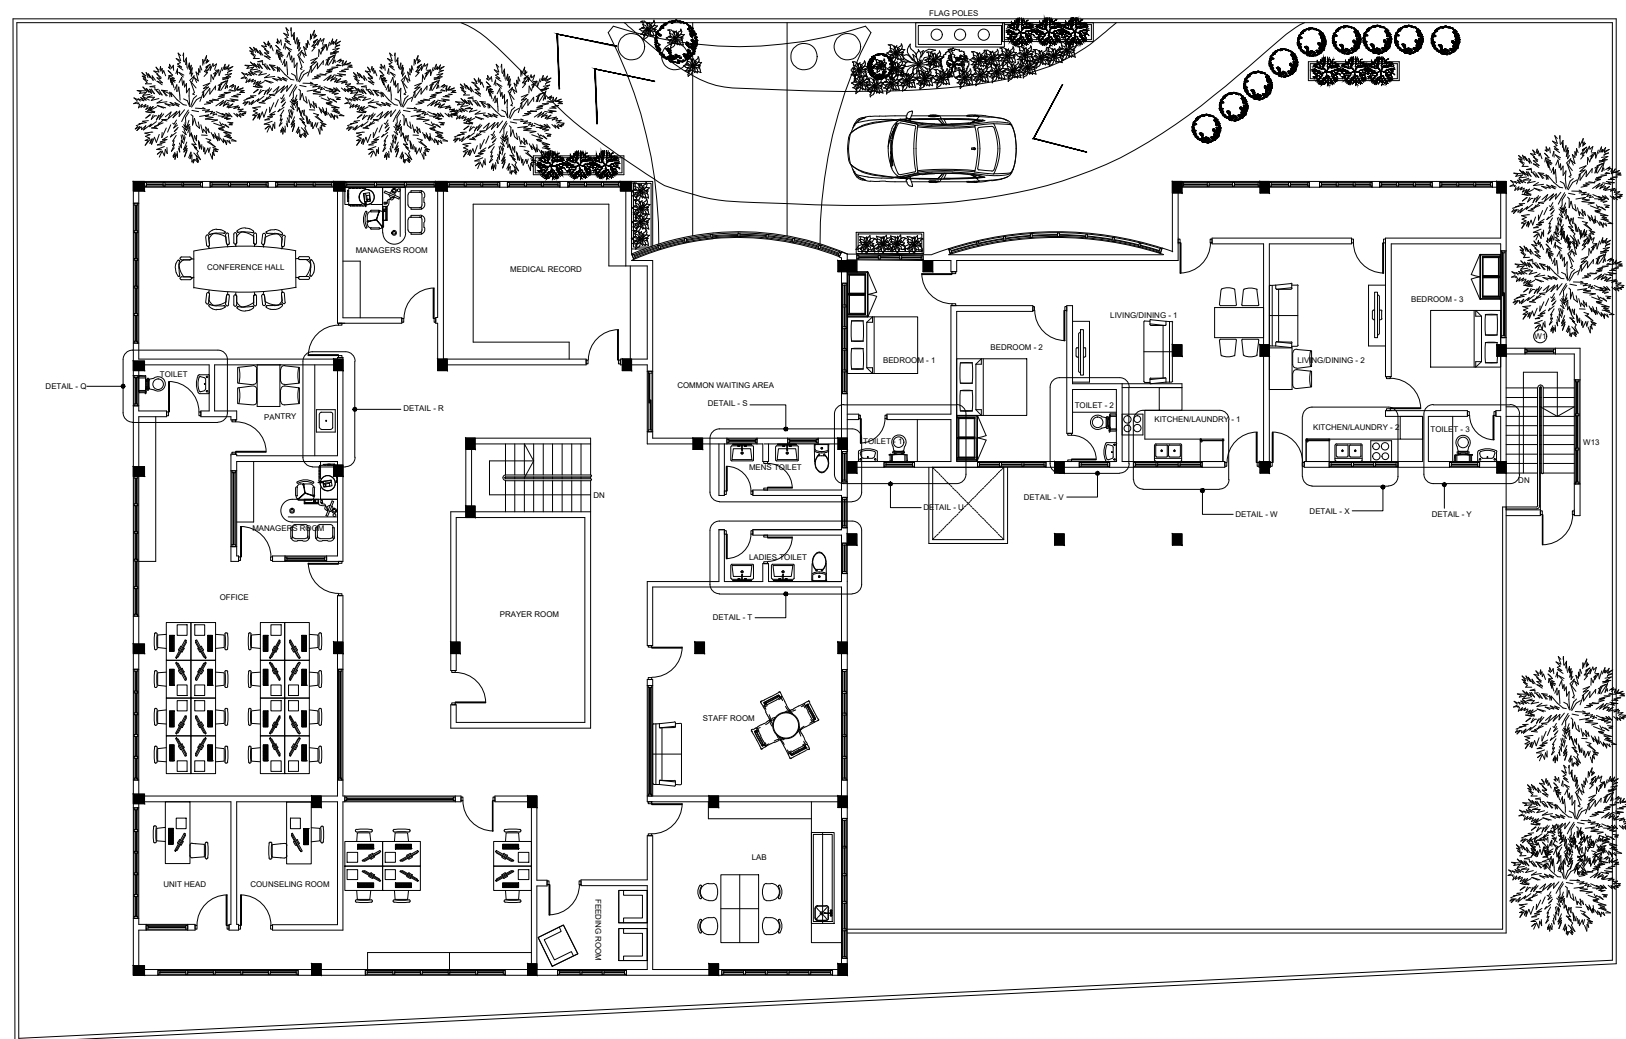 FLAG POLES
MANAGERS ROOM
CONFERENCE HALL
MEDICAL RECORD
BEDROOM - 3
LIVING/DINING - 1
W1
BEDROOM - 2
BEDROOM - 1
LIVING/DINING - 2
TOILET
DETAIL - Q
COMMON WAITING AREA
DETAIL - S
TOILET - 2
DETAIL - R
PANTRY
KITCHEN/LAUNDRY - 1
KITCHEN/LAUNDRY - 2
TOILET - 3
TOILET - 1
W13
MENS TOILET
DN
DN
DETAIL - V
DETAIL - U
DETAIL - W
DETAIL - X
DETAIL - Y
MANAGERS ROOM
LADIES TOILET
OFFICE
PRAYER ROOM
DETAIL - T
STAFF ROOM
LAB
UNIT HEAD
COUNSELING ROOM
FEEDING ROOM